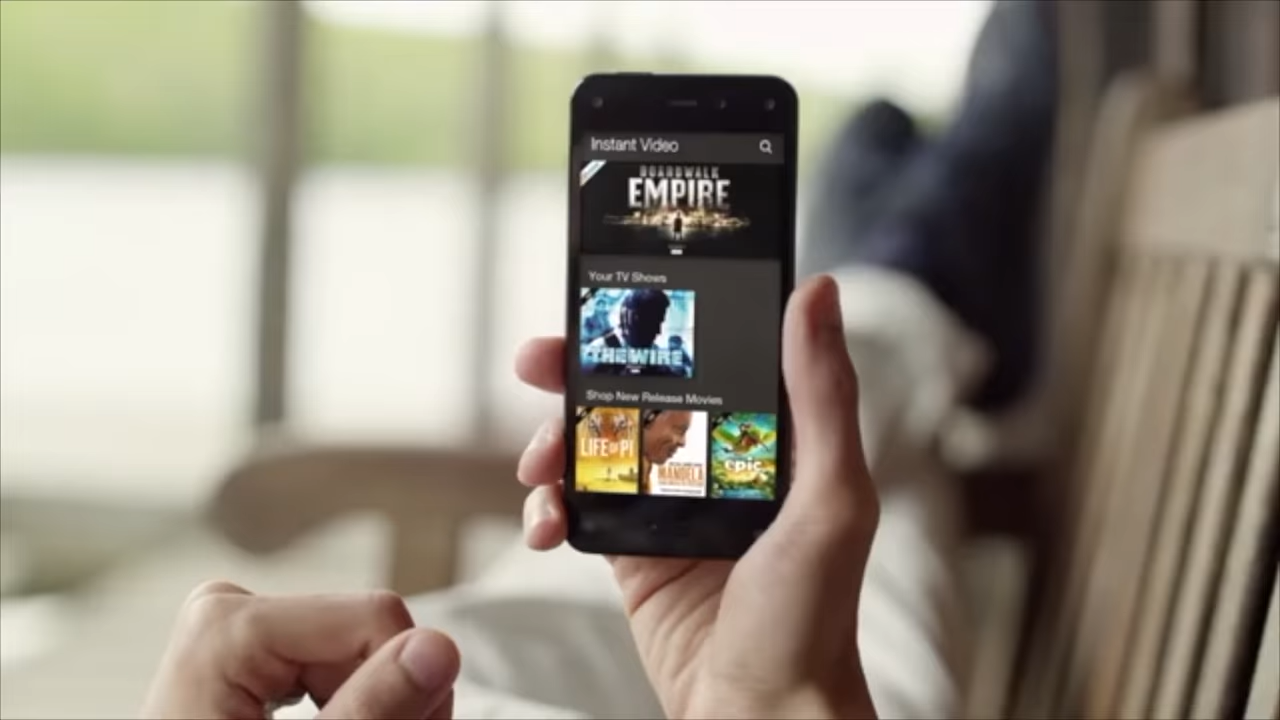 Instant Video
BOARDWALK
EMPIRE
Your TV Shows
THE WIRE
Shop New Release Movies
LIFE OF PI
MANDELA
epic